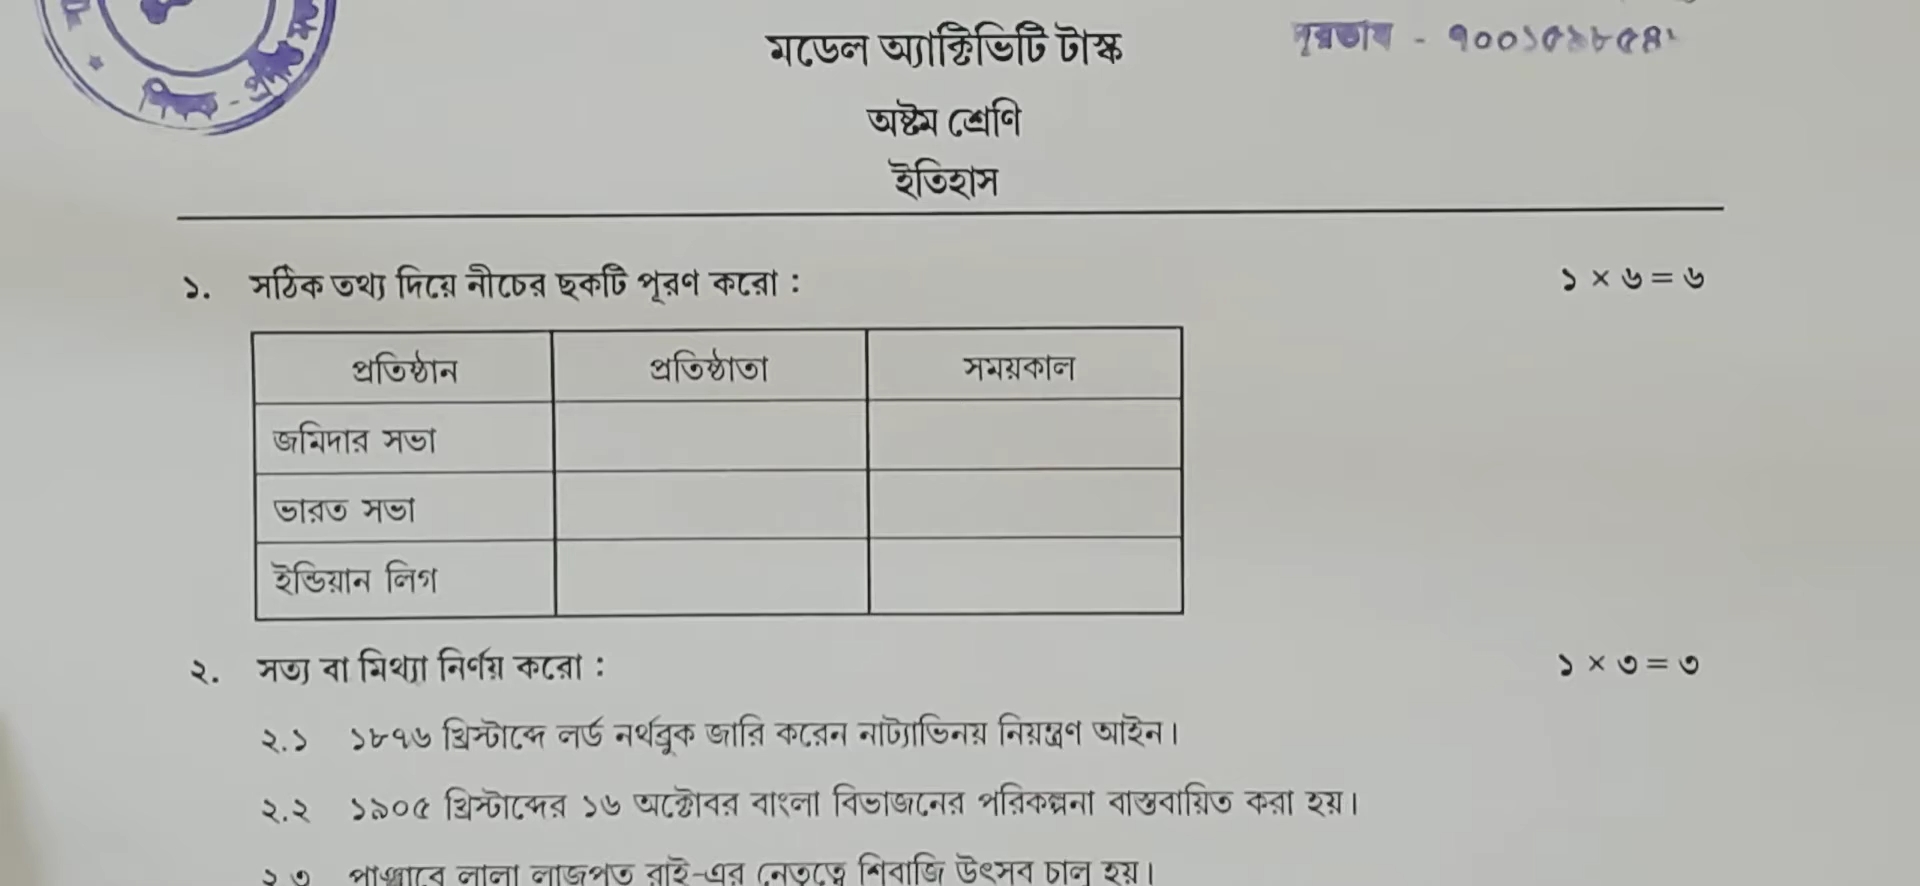 মডেল অ্যাক্টিভিটি টাস্ক
অষ্টম শ্রেণি
ইতিহাস
১. সঠিক তথ্য দিয়ে নীচের ছকটি পূরণ করো : ১ × ৬ = ৬
প্রতিষ্ঠান প্রতিষ্ঠাতা সময়কাল
জমিদার সভা
ভারত সভা
ইন্ডিয়ান লিগ
২. সত্য বা মিথ্যা নির্ণয় করো : ১ × ৩ = ৩
২.১ ১৮৭৬ খ্রিস্টাব্দে লর্ড নর্থব্রুক জারি করেন নাট্যাভিনয় নিয়ন্ত্রণ আইন।
২.২ ১৯০৫ খ্রিস্টাব্দের ১৬ অক্টোবর বাংলা বিভাজনের পরিকল্পনা বাস্তবায়িত করা হয়।
২.৩ পাঞ্জাবে লালা লাজপত রাই-এর নেতৃত্বে শিবাজি উৎসব চালু হয়।